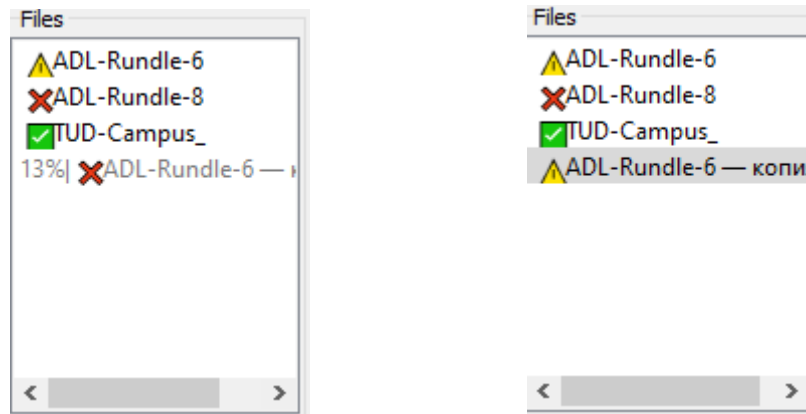 Files
ADL-Rundle-6
ADL-Rundle-8
TUD-Campus_
13%| ADL-Rundle-6 —
Files
ADL-Rundle-6
ADL-Rundle-8
TUD-Campus_
ADL-Rundle-6 — копи